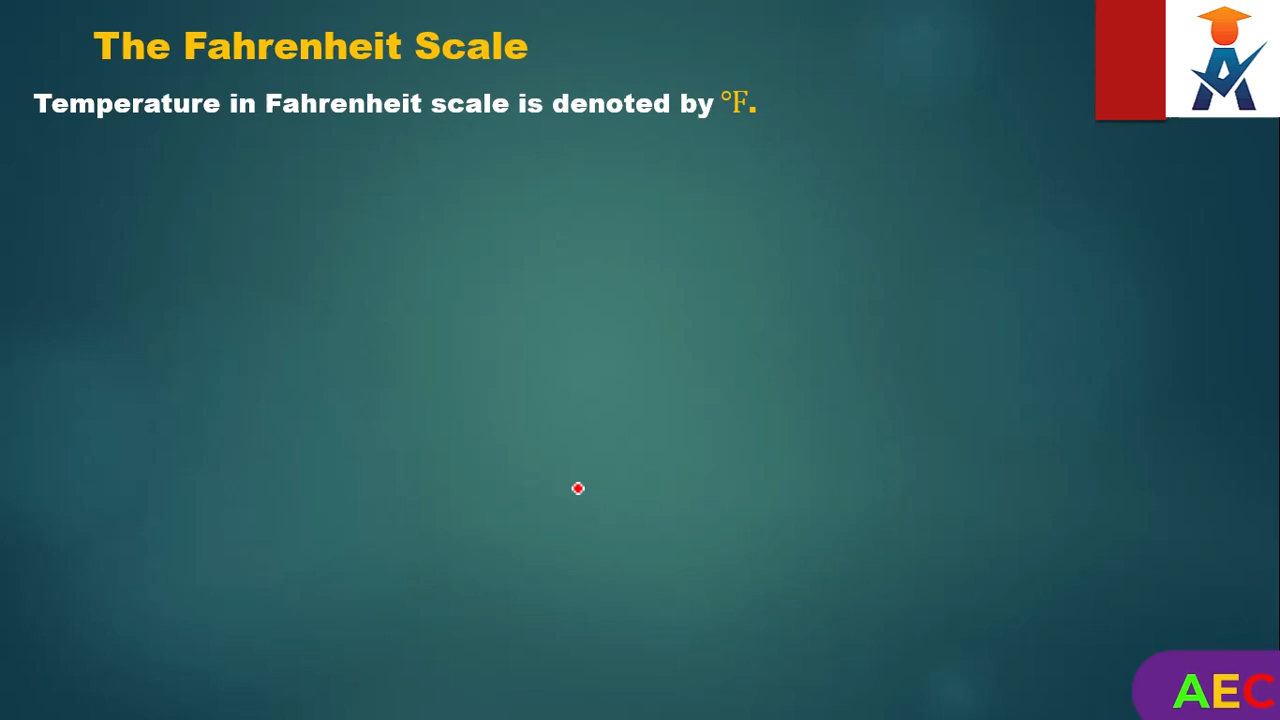 The Fahrenheit Scale
Temperature in Fahrenheit scale is denoted by °F.
AEC